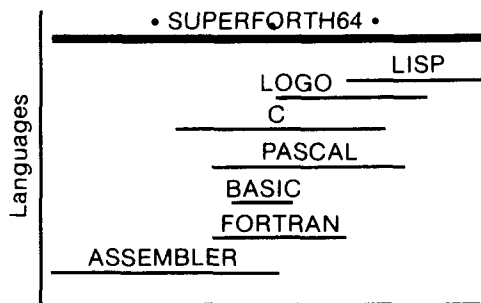 • SUPERFORTH64 •
LISP
LOGO
C
PASCAL
BASIC
FORTRAN
ASSEMBLER
Languages